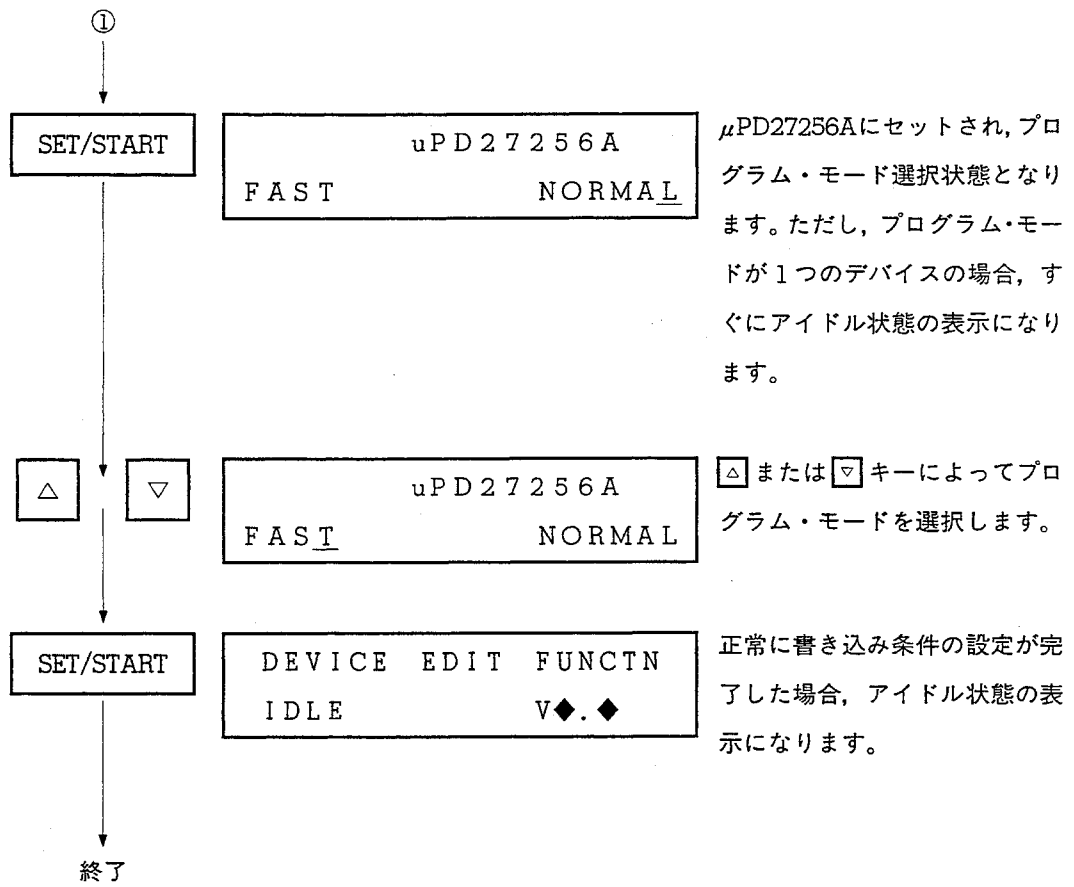 ①
SET/START
uPD27256A
FAST NORMAL
μPD27256Aにセットされ，プロ
グラム・モード選択状態となり
ます。ただし，プログラム・モー
ドが1つのデバイスの場合，す
ぐにアイドル状態の表示になり
ます。
△ ▽
uPD27256A
FAST NORMAL
△ または ▽ キーによってプロ
グラム・モードを選択します。
SET/START
DEVICE EDIT FUNCTN
IDLE V◆.◆
正常に書き込み条件の設定が完
了した場合，アイドル状態の表
示になります。
終了